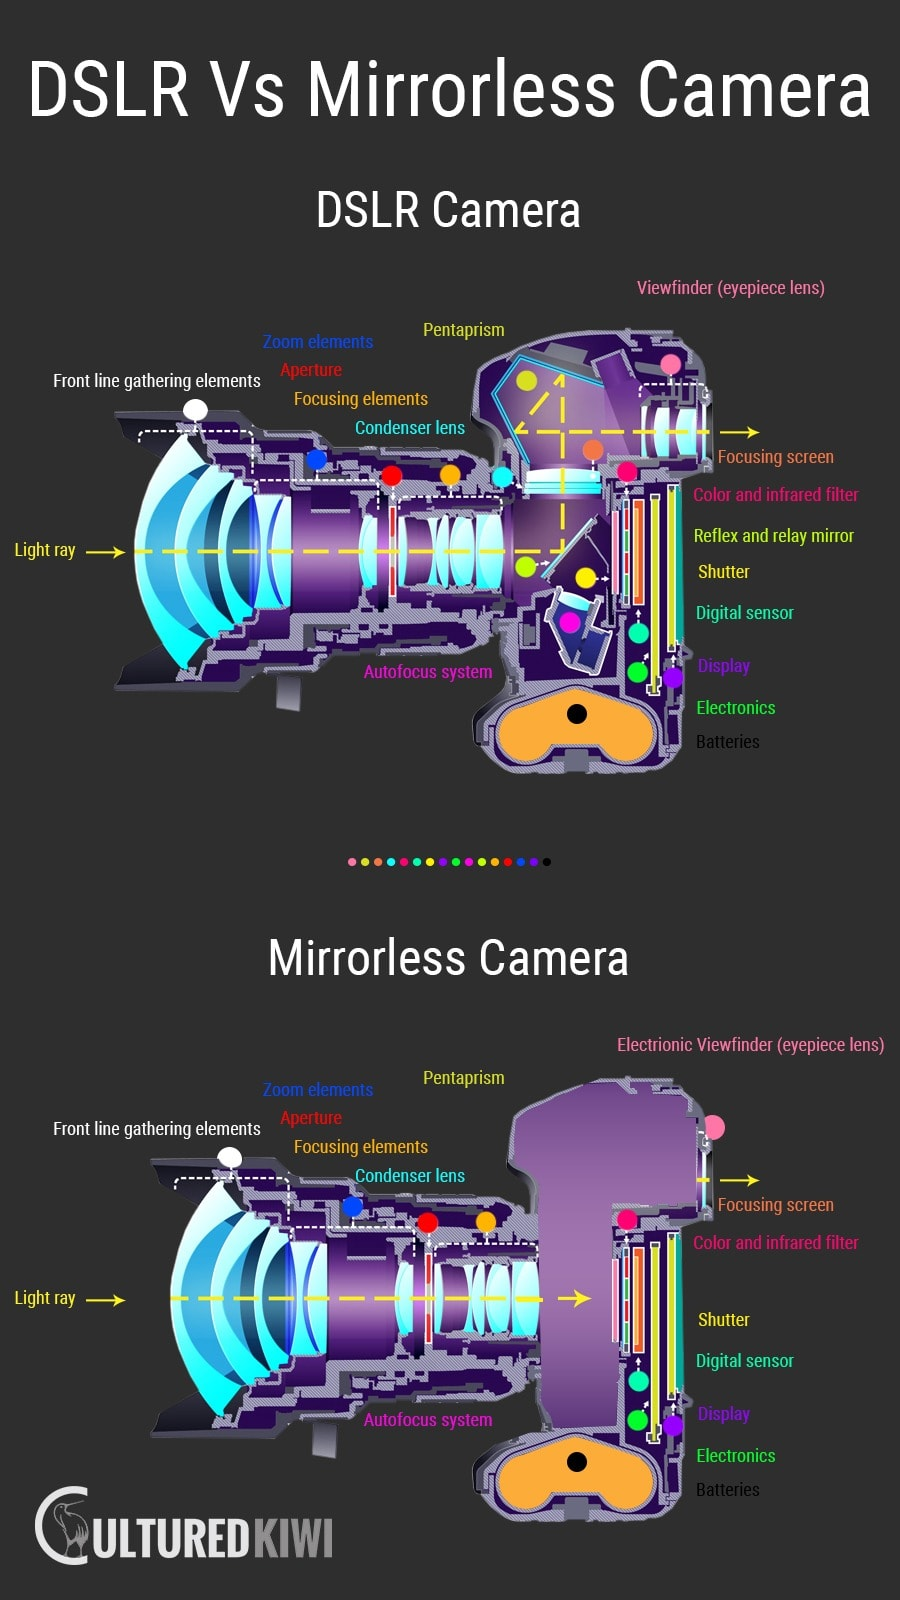 DSLR Vs Mirrorless Camera
DSLR Camera
Viewfinder (eyepiece lens)
Pentaprism
Zoom elements
Aperture
Front line gathering elements
Focusing elements
Condenser lens
Focusing screen
Color and infrared filter
Reflex and relay mirror
Light ray
Shutter
Digital sensor
Autofocus system
Display
Electronics
Batteries
Mirrorless Camera
Electrionic Viewfinder (eyepiece lens)
Pentaprism
Zoom elements
Aperture
Front line gathering elements
Focusing elements
Condenser lens
Focusing screen
Color and infrared filter
Light ray
Shutter
Digital sensor
Autofocus system
Display
Electronics
Batteries
CULTUREDKIWI